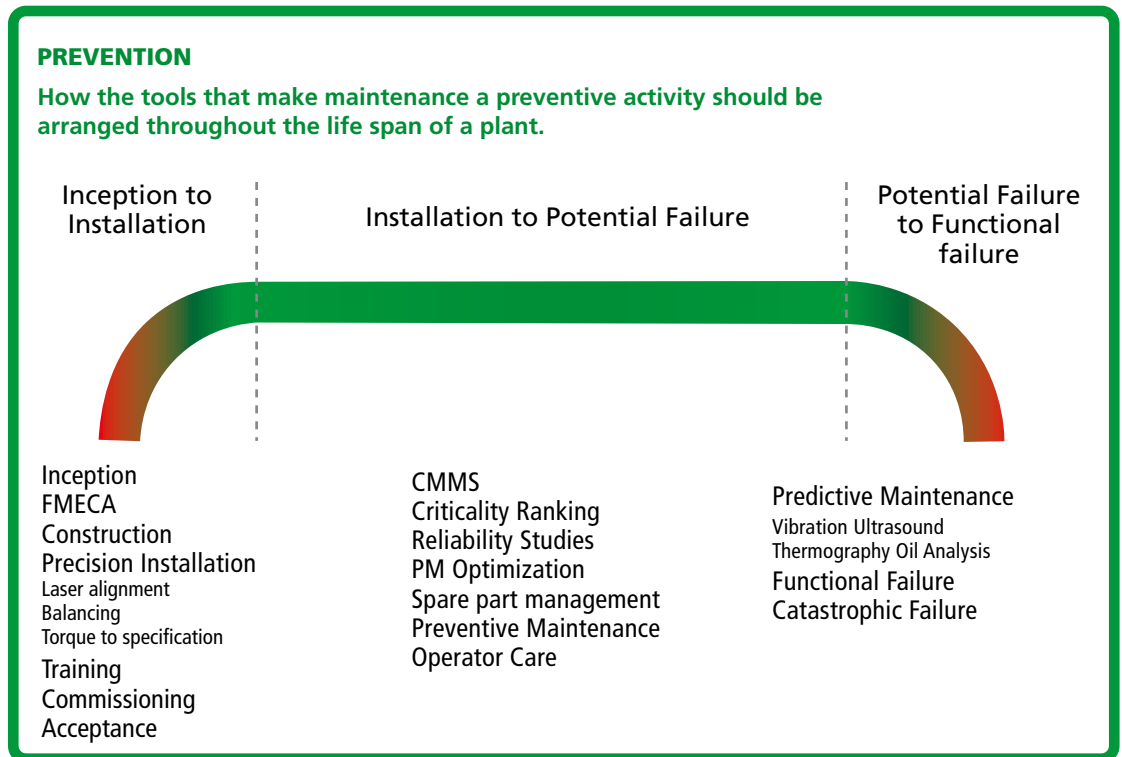 PREVENTION
How the tools that make maintenance a preventive activity should be
arranged throughout the life span of a plant.
Inception to
Installation
Installation to Potential Failure
Potential Failure
to Functional
failure
Inception
FMECA
Construction
Precision Installation
Laser alignment
Balancing
Torque to specification
Training
Commissioning
Acceptance
CMMS
Criticality Ranking
Reliability Studies
PM Optimization
Spare part management
Preventive Maintenance
Operator Care
Predictive Maintenance
Vibration Ultrasound
Thermography Oil Analysis
Functional Failure
Catastrophic Failure